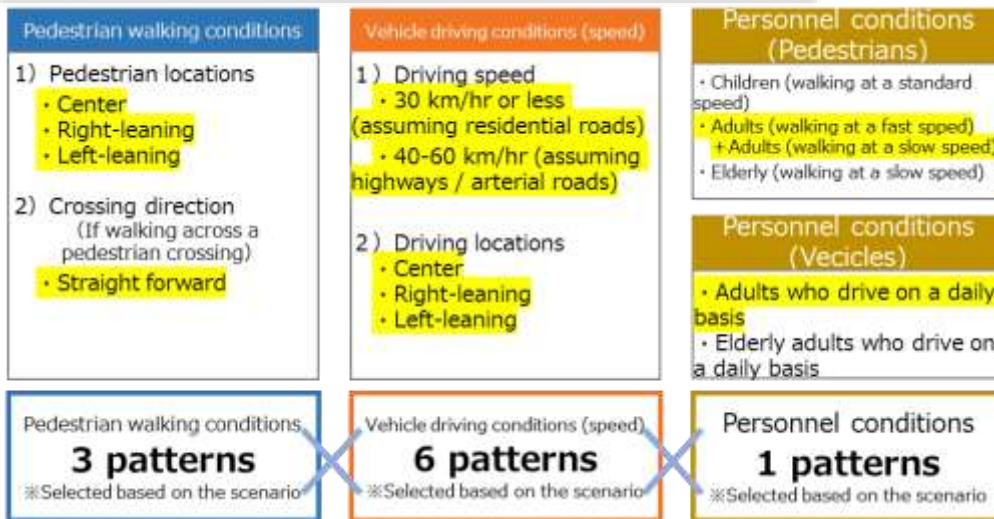 Pedestrian walking conditions
1）Pedestrian locations
・Center
・Right-leaning
・Left-leaning
2）Crossing direction
（If walking across a
pedestrian crossing)
・Straight forward
Vehicle driving conditions (speed)
1）Driving speed
・30 km/hr or less
(assuming residential roads)
・40-60 km/hr (assuming
highways / arterial roads)
2）Driving locations
・Center
・Right-leaning
・Left-leaning
Personnel conditions
(Pedestrians)
・Children (walking at a standard
speed)
・Adults (walking at a fast spped)
＋Adults (walking at a slow speed)
・Elderly (walking at a slow speed)
Personnel conditions
(Vecicles)
・Adults who drive on a daily
basis
・Elderly adults who drive on
a daily basis
Pedestrian walking conditions
3 patterns
※Selected based on the scenario
Vehicle driving conditions (speed)
6 patterns
※Selected based on the scenario
Personnel conditions
1 patterns
※Selected based on the scenario